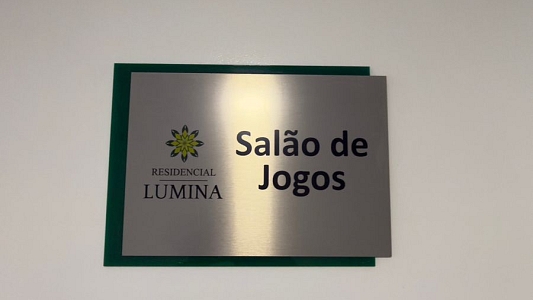 RESIDENCIAL
LUMINA
Salão de
Jogos